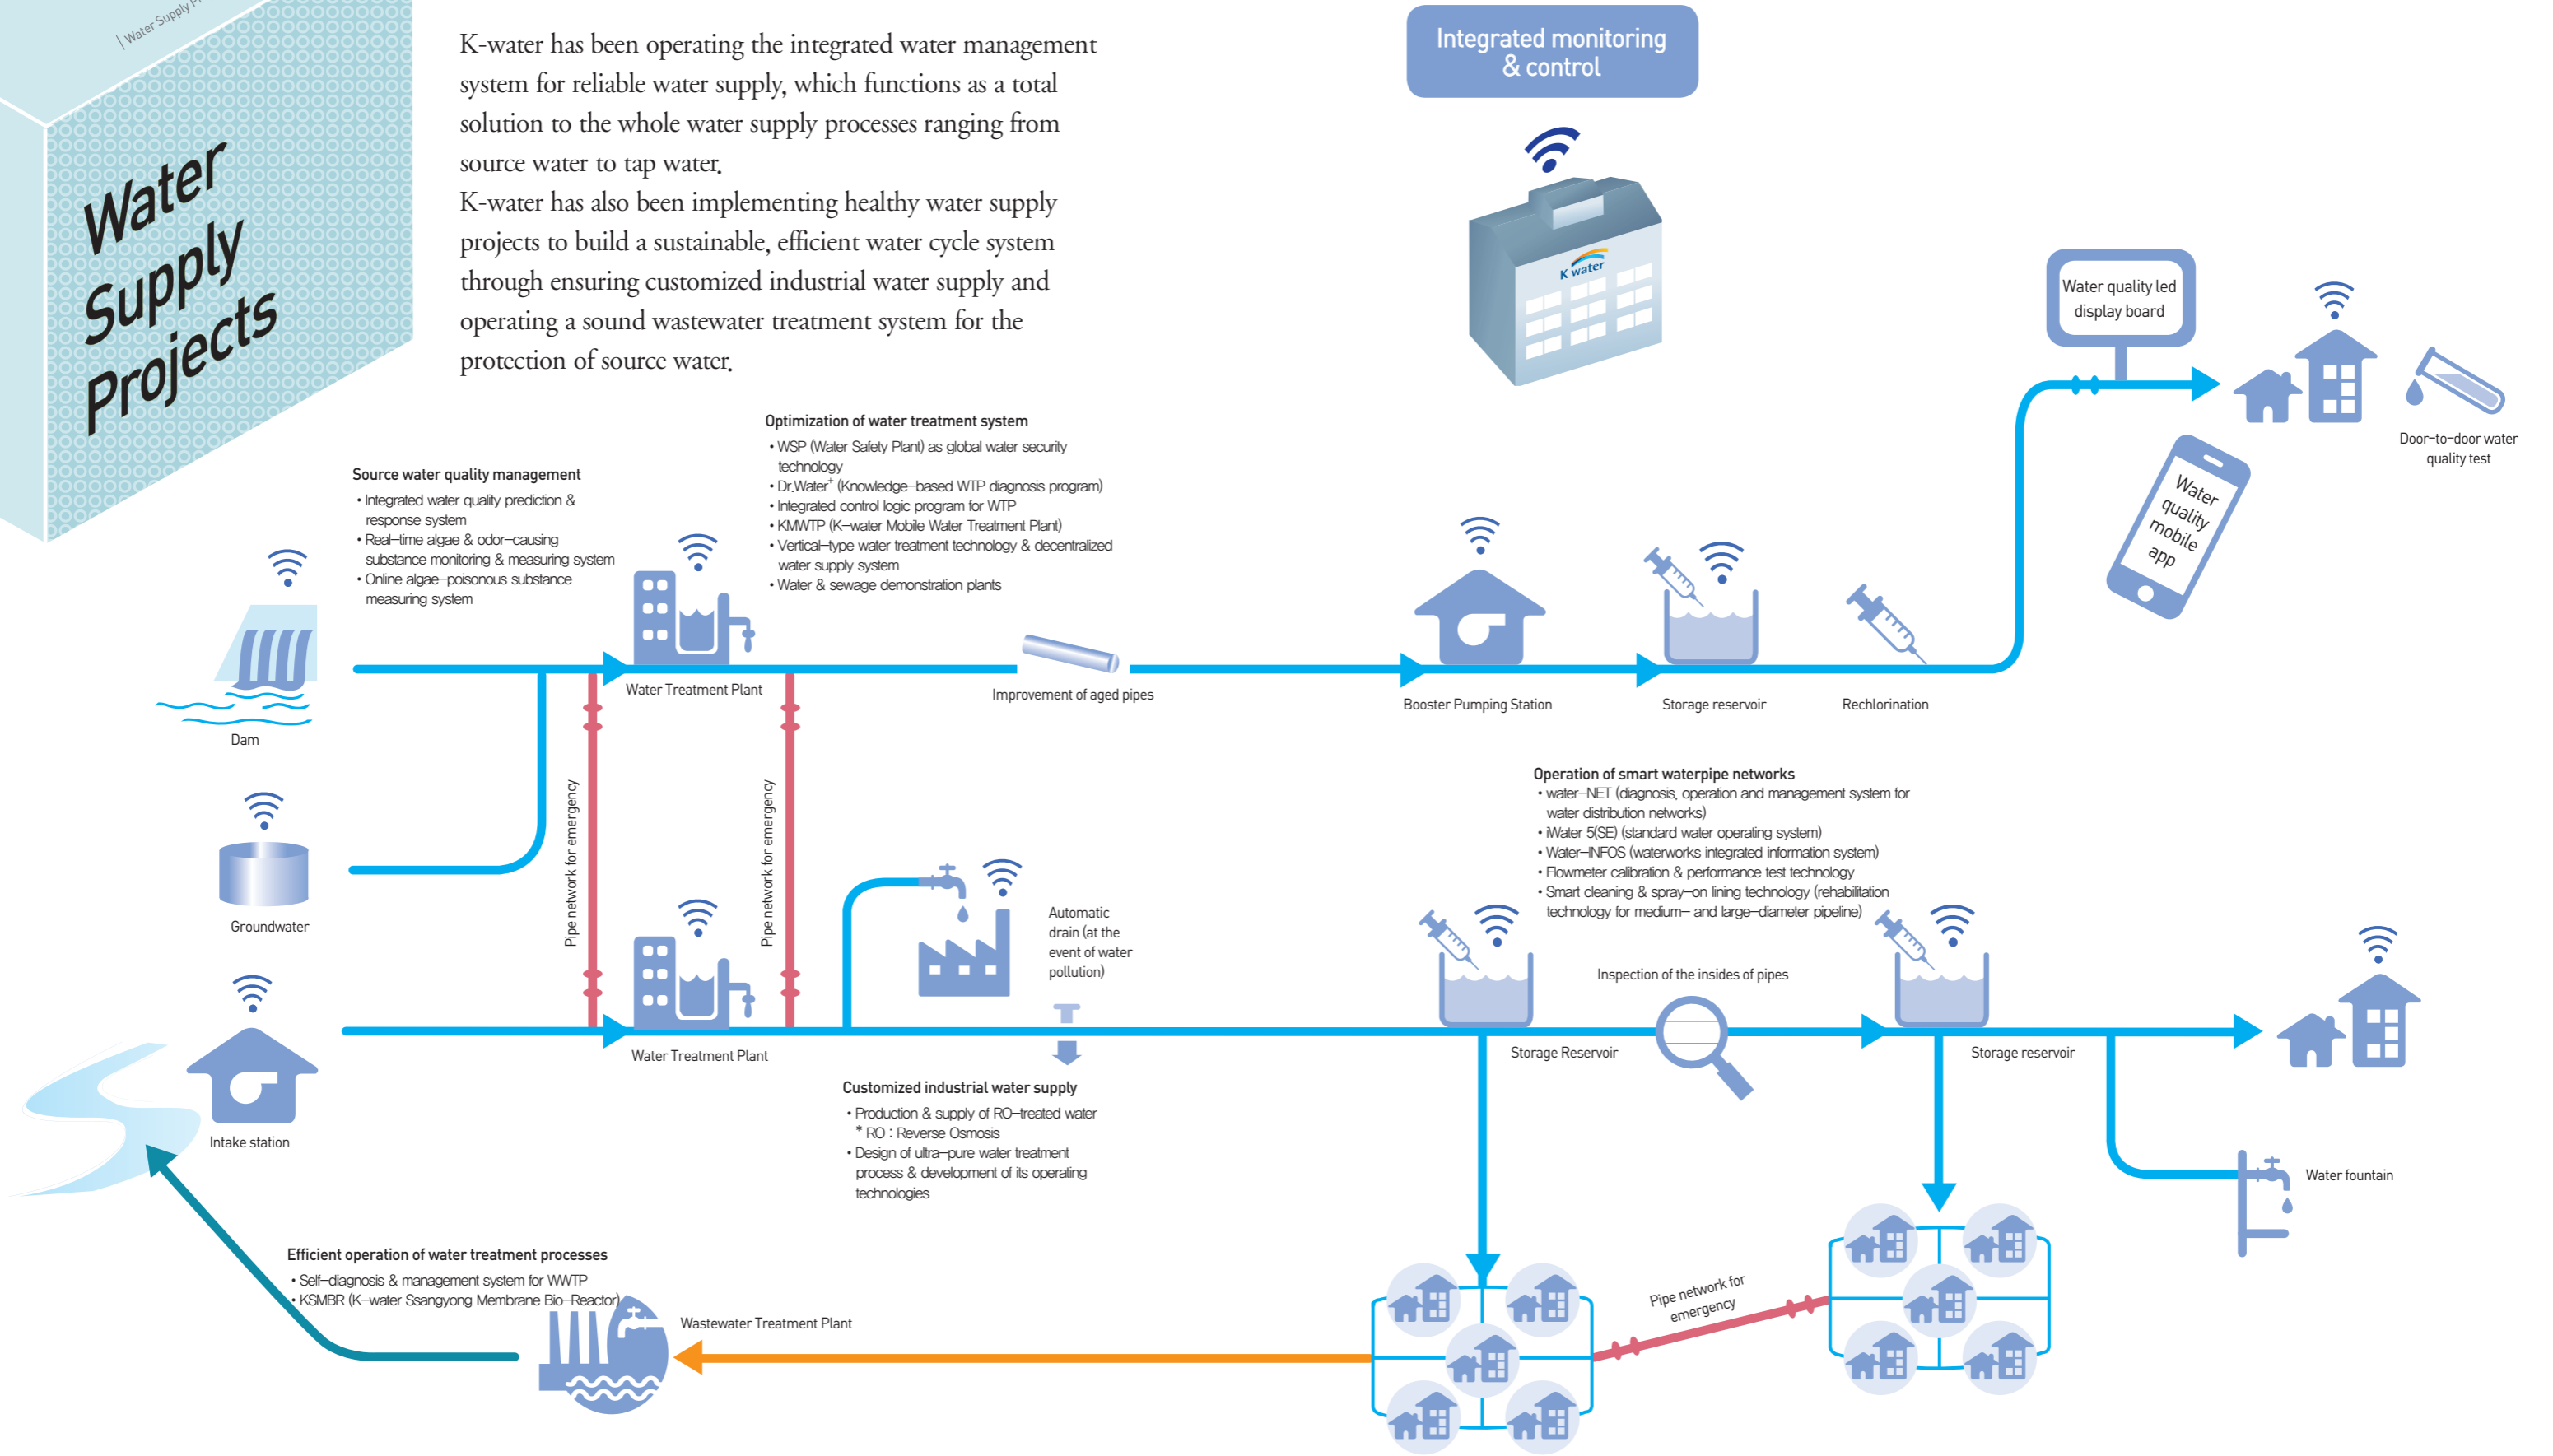 Water Supply
Water
Supply
Projects
K-water has been operating the integrated water management
system for reliable water supply, which functions as a total
solution to the whole water supply processes ranging from
source water to tap water.
K-water has also been implementing healthy water supply
projects to build a sustainable, efficient water cycle system
through ensuring customized industrial water supply and
operating a sound wastewater treatment system for the
protection of source water.
Integrated monitoring
& control
K water
Water quality led
display board
Door-to-door water
quality test
Water
quality
mobile
app
Source water quality management
• Integrated water quality prediction &
response system
• Real-time algae & odor-causing
substance monitoring & measuring system
• Online algae-poisonous substance
measuring system
Optimization of water treatment system
• WSP (Water Safety Plant) as global water security
technology
• Dr.Water+ (Knowledge-based WTP diagnosis program)
• Integrated control logic program for WTP
• KMWTP (K-water Mobile Water Treatment Plant)
• Vertical-type water treatment technology & decentralized
water supply system
• Water & sewage demonstration plants
Dam
Water Treatment Plant
Improvement of aged pipes
Booster Pumping Station
Storage reservoir
Rechlorination
Groundwater
Pipe network for emergency
Pipe network for emergency
Automatic
drain (at the
event of water
pollution)
Operation of smart waterpipe networks
• water-NET (diagnosis, operation and management system for
water distribution networks)
• iWater 5(SE) (standard water operating system)
• Water-INFOS (waterworks integrated information system)
• Flowmeter calibration & performance test technology
• Smart cleaning & spray-on lining technology (rehabilitation
technology for medium- and large-diameter pipeline)
Inspection of the insides of pipes
Intake station
Water Treatment Plant
Storage Reservoir
Storage reservoir
Customized industrial water supply
• Production & supply of RO-treated water
* RO : Reverse Osmosis
• Design of ultra-pure water treatment
process & development of its operating
technologies
Water fountain
Efficient operation of water treatment processes
• Self-diagnosis & management system for WWTP
• KSMBR (K-water Ssangyong Membrane Bio-Reactor)
Wastewater Treatment Plant
Pipe network for
emergency